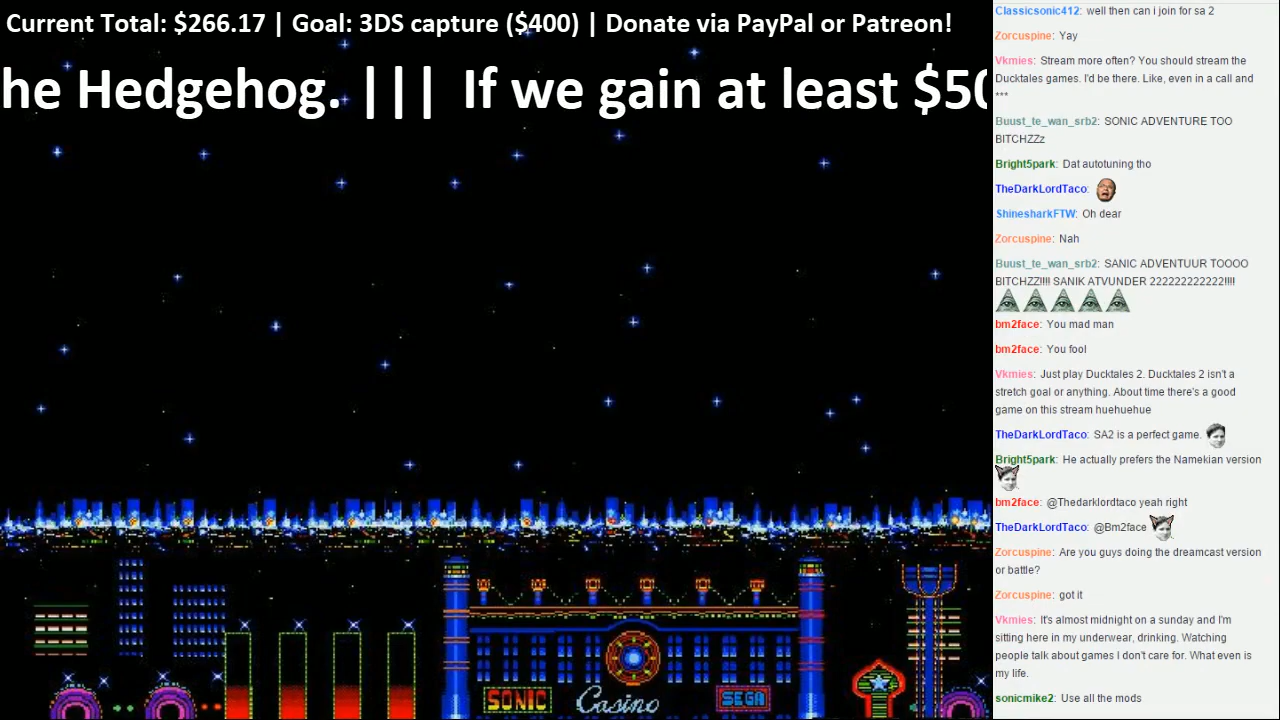 Current Total: $266.17 | Goal: 3DS capture ($400) | Donate via PayPal or Patreon!
he Hedgehog. ||| If we gain at least $50
SONIC
Casino
SEGA
Classicsonic412: well then can i join for sa 2
Zorcuspine: Yay
Vkmies: Stream more often? You should stream the
Ducktales games. I'd be there. Like, even in a call and
***
Buust_te_wan_srb2: SONIC ADVENTURE TOO
BITCHZZz
Bright5park: Dat autotuning tho
TheDarkLordTaco:
ShinesharkFTW: Oh dear
Zorcuspine: Nah
Buust_te_wan_srb2: SANIC ADVENTUUR TOOOO
BITCHZZ!!!! SANIK ATVUNDER 222222222222!!!!
bm2face: You mad man
bm2face: You fool
Vkmies: Just play Ducktales 2. Ducktales 2 isn't a
stretch goal or anything. About time there's a good
game on this stream huehuehue
TheDarkLordTaco: SA2 is a perfect game.
Bright5park: He actually prefers the Namekian version
bm2face: @Thedarklordtaco yeah right
TheDarkLordTaco: @Bm2face
Zorcuspine: Are you guys doing the dreamcast version
or battle?
Zorcuspine: got it
Vkmies: It's almost midnight on a sunday and I'm
sitting here in my underwear, drinking. Watching
people talk about games I don't care for. What even is
my life.
sonicmike2: Use all the mods